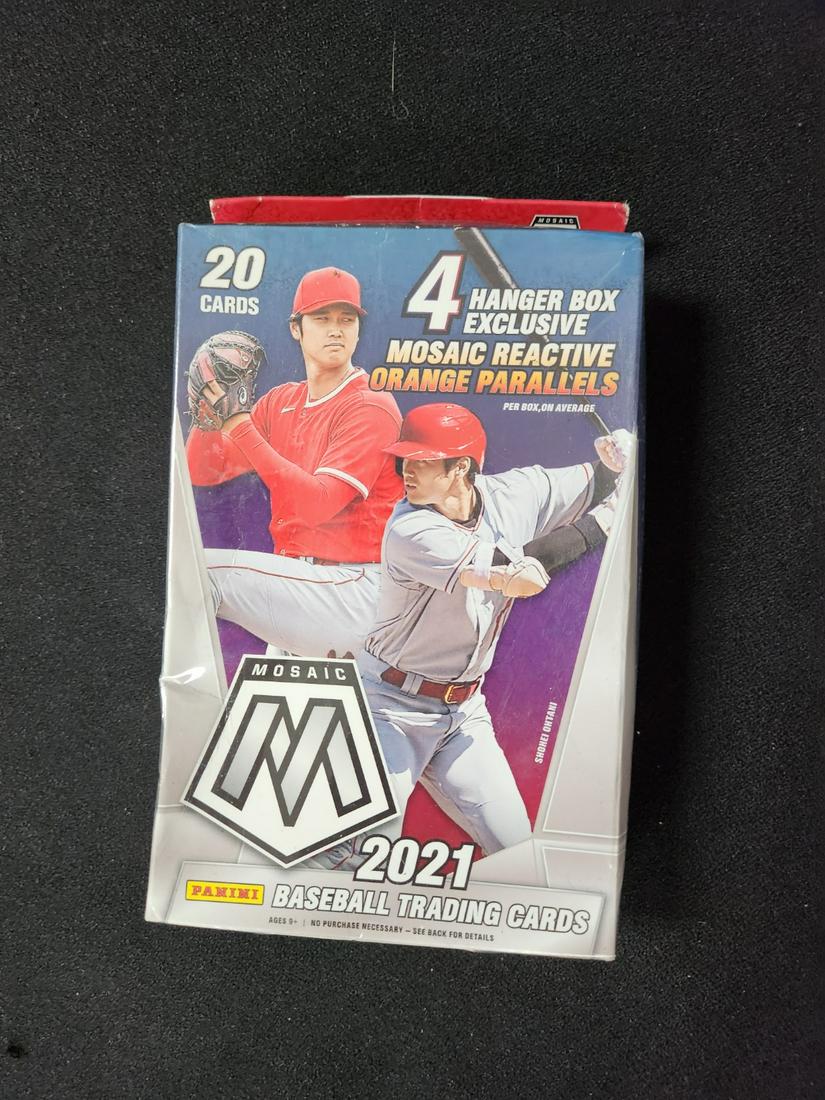 MOSAIC
20
CARDS
4 HANGER BOX
EXCLUSIVE
MOSAIC REACTIVE
ORANGE PARALLELS
PER BOX, ON AVERAGE
SHOHEI OHTANI
MOSAIC
M
2021
PANINI BASEBALL TRADING CARDS
AGES 9+ | NO PURCHASE NECESSARY – SEE BACK FOR DETAILS